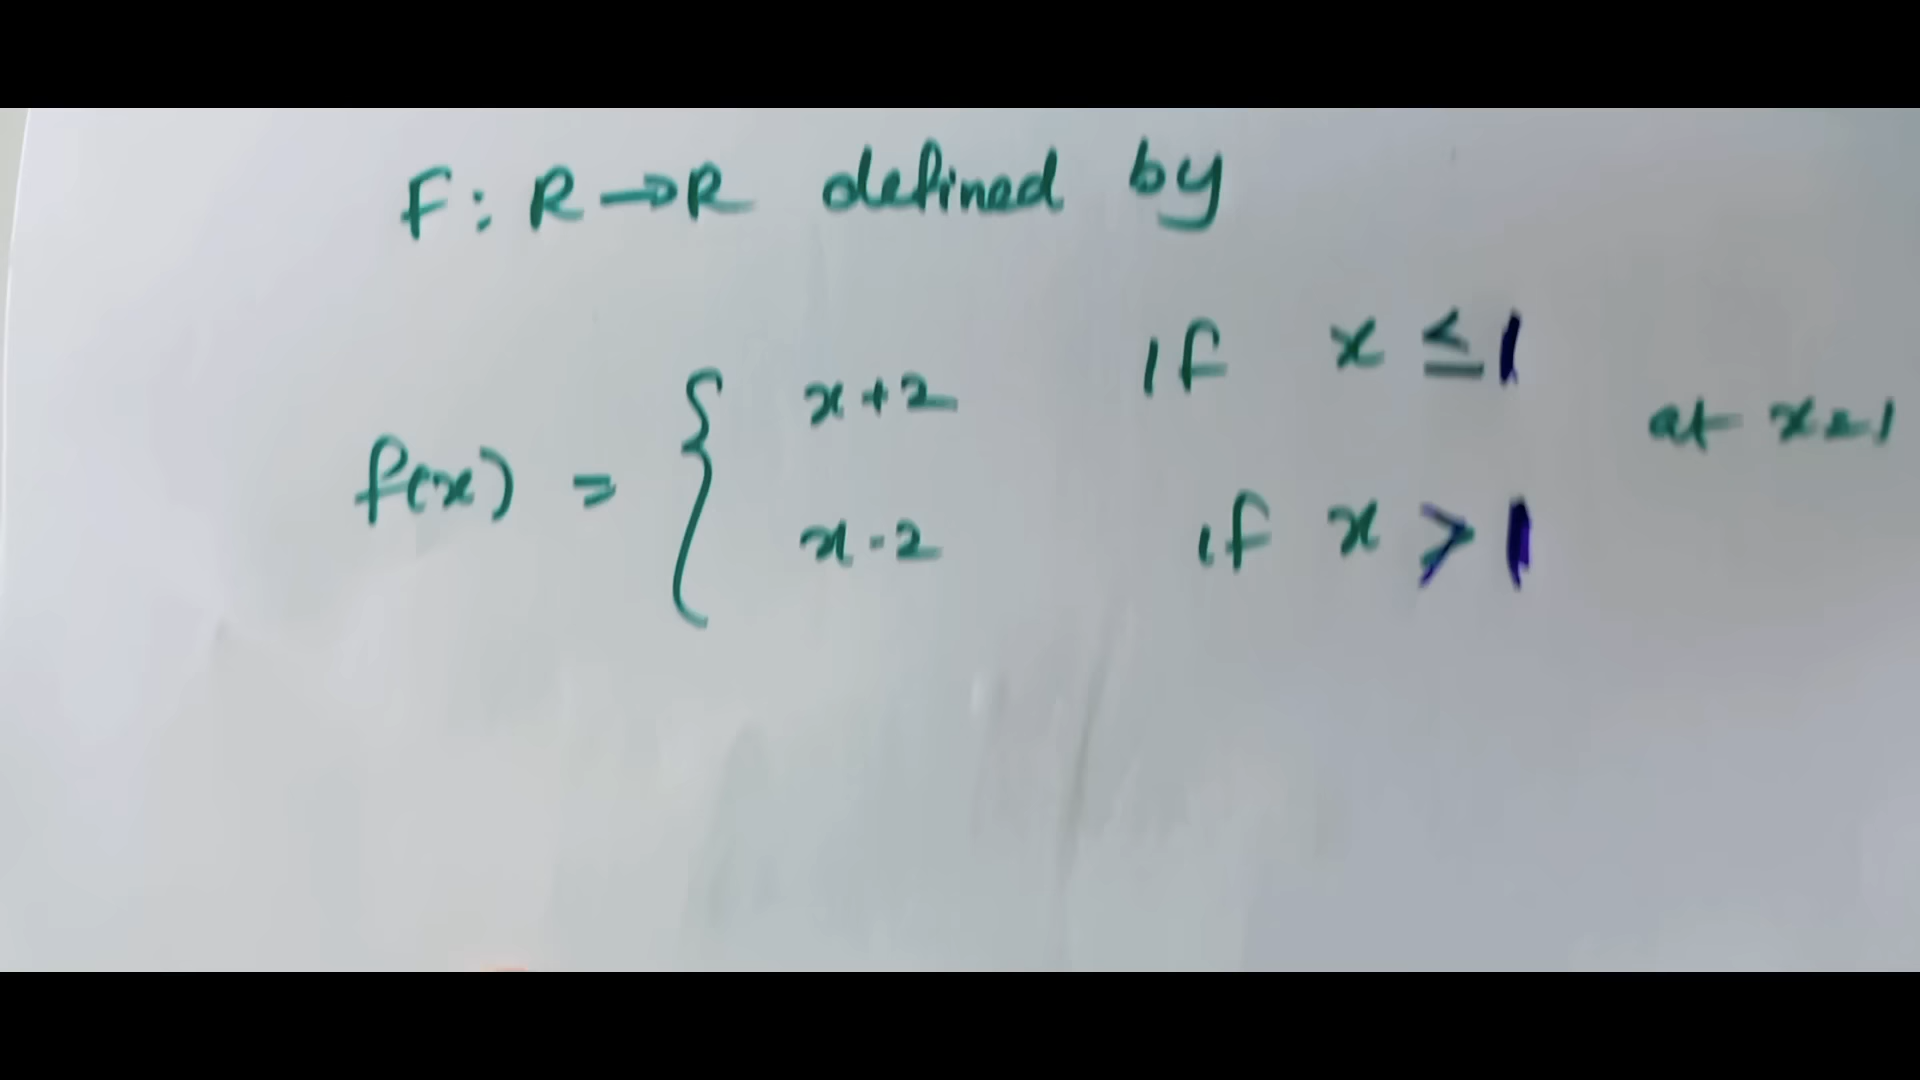 F: R→R defined by
x+2 if x ≤ 1
f(x) = { at x=1
x-2 if x > 1